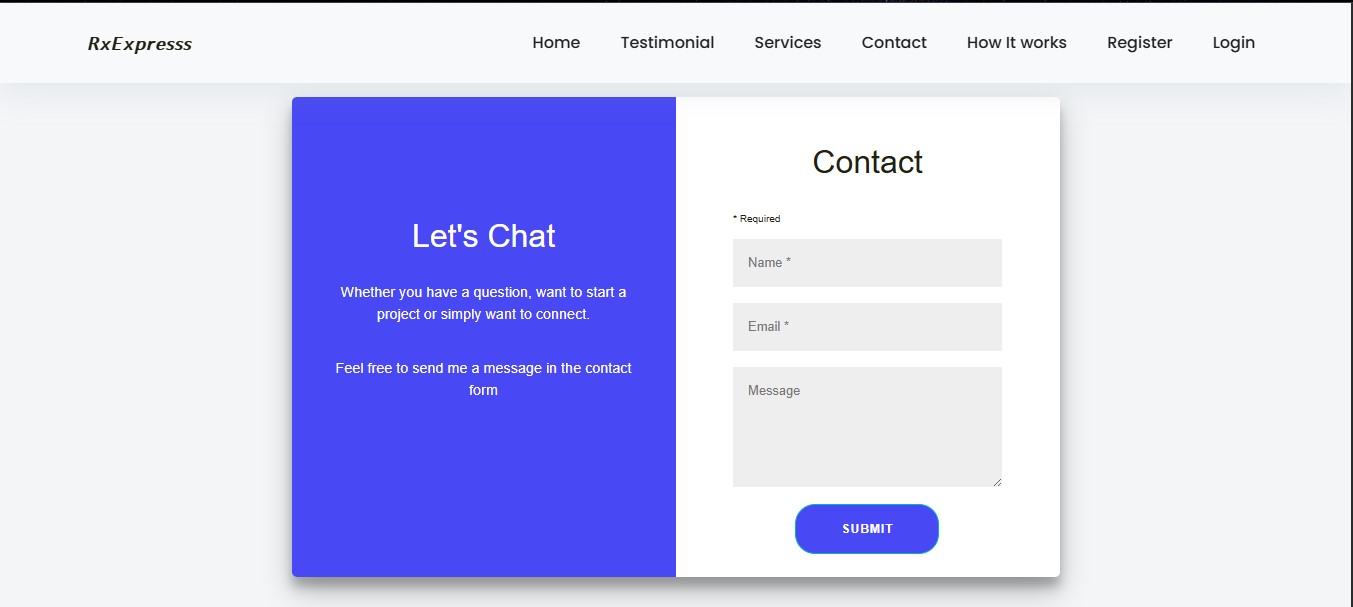 RxExpresss
Home Testimonial Services Contact How It works Register Login
Let's Chat
Whether you have a question, want to start a
project or simply want to connect.
Feel free to send me a message in the contact
form
Contact
* Required
Name *
Email *
Message
SUBMIT